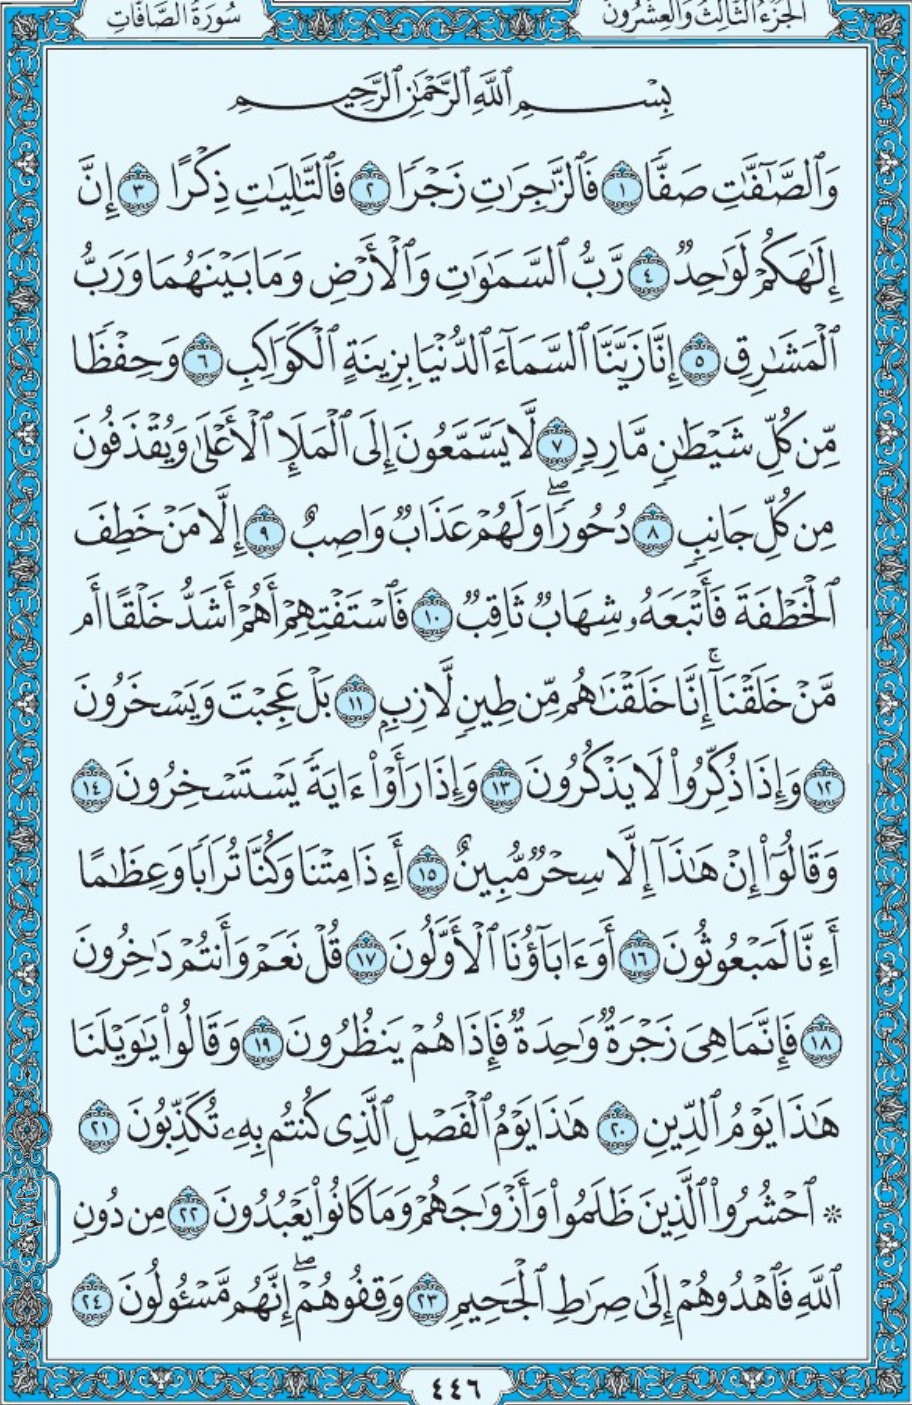 سُورَةُ الصَّافَّات
الجُزْءُ الثَّالِثُ وَالعِشْرُونَ
بِسْمِ ٱللَّهِ ٱلرَّحْمَٰنِ ٱلرَّحِيمِ
وَٱلصَّـٰٓفَّـٰتِ صَفًّا ١ فَٱلزَّٰجِرَٰتِ زَجْرًا ٢ فَٱلتَّـٰلِيَـٰتِ ذِكْرًا ٣ إِنَّ
إِلَـٰهَكُمْ لَوَٰحِدٌ ٤ رَّبُّ ٱلسَّمَـٰوَٰتِ وَٱلْأَرْضِ وَمَا بَيْنَهُمَا وَرَبُّ
ٱلْمَشَـٰرِقِ ٥ إِنَّا زَيَّنَّا ٱلسَّمَآءَ ٱلدُّنْيَا بِزِينَةٍ ٱلْكَوَاكِبِ ٦ وَحِفْظًا
مِّن كُلِّ شَيْطَـٰنٍ مَّارِدٍ ٧ لَّا يَسَّمَّعُونَ إِلَى ٱلْمَلَإِ ٱلْأَعْلَىٰ وَيُقْذَفُونَ
مِن كُلِّ جَانِبٍ ٨ دُحُورًا ۖ وَلَهُمْ عَذَابٌ وَاصِبٌ ٩ إِلَّا مَنْ خَطِفَ
ٱلْخَطْفَةَ فَأَتْبَعَهُۥ شِهَابٌ ثَاقِبٌ ١٠ فَٱسْتَفْتِهِمْ أَهُمْ أَشَدُّ خَلْقًا أَم
مَّنْ خَلَقْنَآ ۚ إِنَّا خَلَقْنَـٰهُم مِّن طِينٍ لَّازِبٍ ١١ بَلْ عَجِبْتَ وَيَسْخَرُونَ
١٢ وَإِذَا ذُكِّرُوا۟ لَا يَذْكُرُونَ ١٣ وَإِذَا رَأَوْا۟ ءَايَةً يَسْتَسْخِرُونَ ١٤
وَقَالُوٓا۟ إِنْ هَـٰذَآ إِلَّا سِحْرٌ مُّبِينٌ ١٥ أَءِذَا مِتْنَا وَكُنَّا تُرَابًا وَعِظَـٰمًا
أَءِنَّا لَمَبْعُوثُونَ ١٦ أَوَءَابَآؤُنَا ٱلْأَوَّلُونَ ١٧ قُلْ نَعَمْ وَأَنتُمْ دَٰخِرُونَ
١٨ فَإِنَّمَا هِىَ زَجْرَةٌ وَٰحِدَةٌ فَإِذَا هُمْ يَنظُرُونَ ١٩ وَقَالُوا۟ يَـٰوَيْلَنَا
هَـٰذَا يَوْمُ ٱلدِّينِ ٢٠ هَـٰذَا يَوْمُ ٱلْفَصْلِ ٱلَّذِى كُنتُم بِهِۦ تُكَذِّبُونَ ٢١
* ٱحْشُرُوا۟ ٱلَّذِينَ ظَلَمُوا۟ وَأَزْوَٰجَهُمْ وَمَا كَانُوا۟ يَعْبُدُونَ ٢٢ مِن دُونِ
ٱللَّهِ فَٱهْدُوهُمْ إِلَىٰ صِرَٰطِ ٱلْجَحِيمِ ٢٣ وَقِفُوهُمْ ۖ إِنَّهُم مَّسْـُٔولُونَ ٢٤
٤٤٦